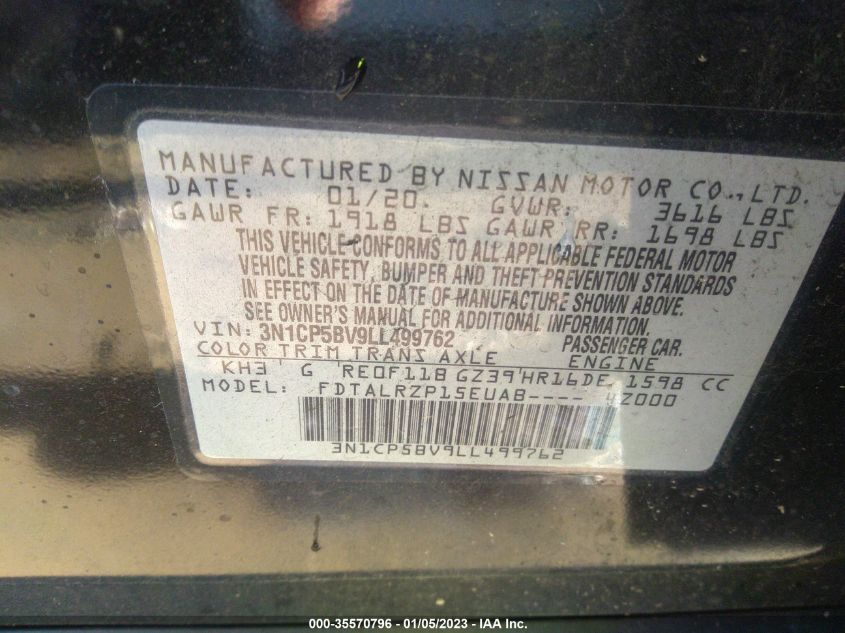 MANUFACTURED BY NISSAN MOTOR CO., LTD.
DATE: 01/20. GVWR: 3616 LBS
GAWR FR: 1918 LBS GAWR RR: 1698 LBS
THIS VEHICLE CONFORMS TO ALL APPLICABLE FEDERAL MOTOR
VEHICLE SAFETY, BUMPER AND THEFT PREVENTION STANDARDS
IN EFFECT ON THE DATE OF MANUFACTURE SHOWN ABOVE.
SEE OWNER'S MANUAL FOR ADDITIONAL INFORMATION.
VIN: 3N1CP5BV9LL499762 PASSENGER CAR.
COLOR TRIM TRANS AXLE ENGINE
KH3 G RE0F11B GZ39 HR16DE 1598 CC
MODEL: FDTALRZP15EUAB---- 4Z000
3N1CP5BV9LL499762
000-35570796 - 01/05/2023 - IAA Inc.